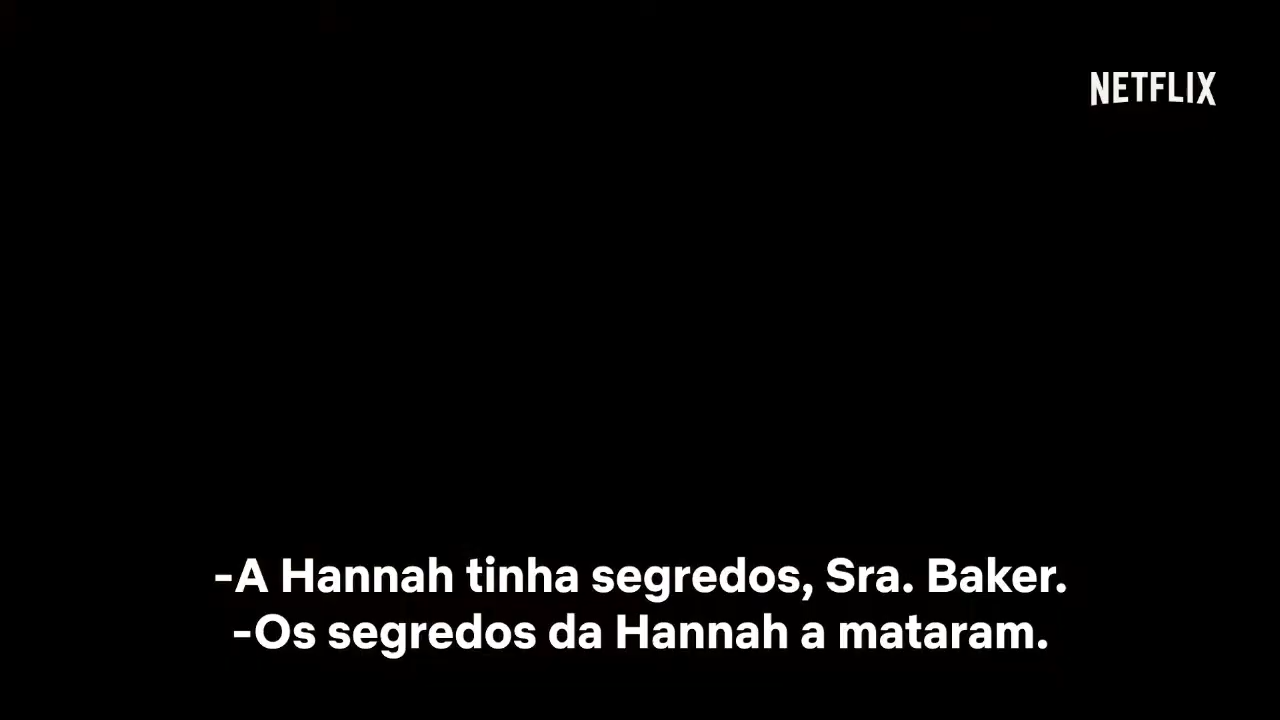 NETFLIX
-A Hannah tinha segredos, Sra. Baker.
-Os segredos da Hannah a mataram.